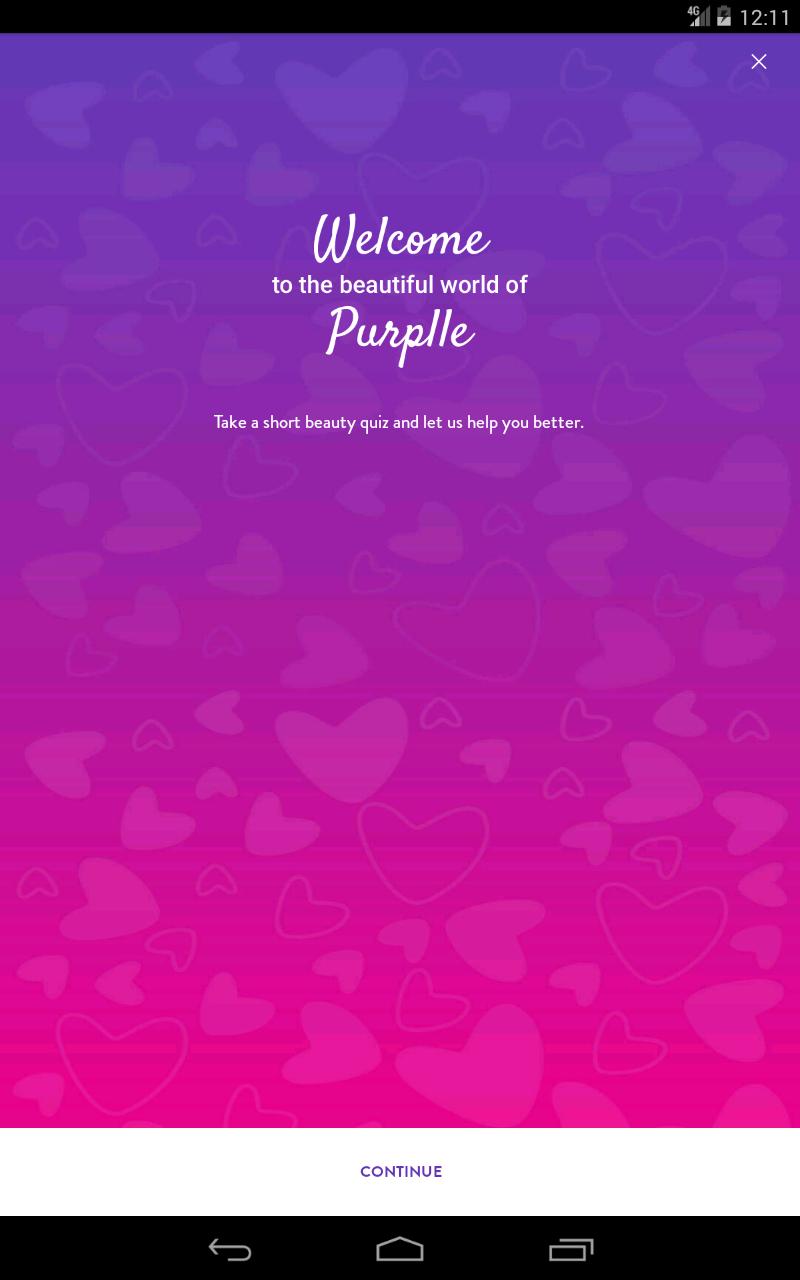 4G 12:11
Welcome
to the beautiful world of
Purplle
Take a short beauty quiz and let us help you better.
CONTINUE